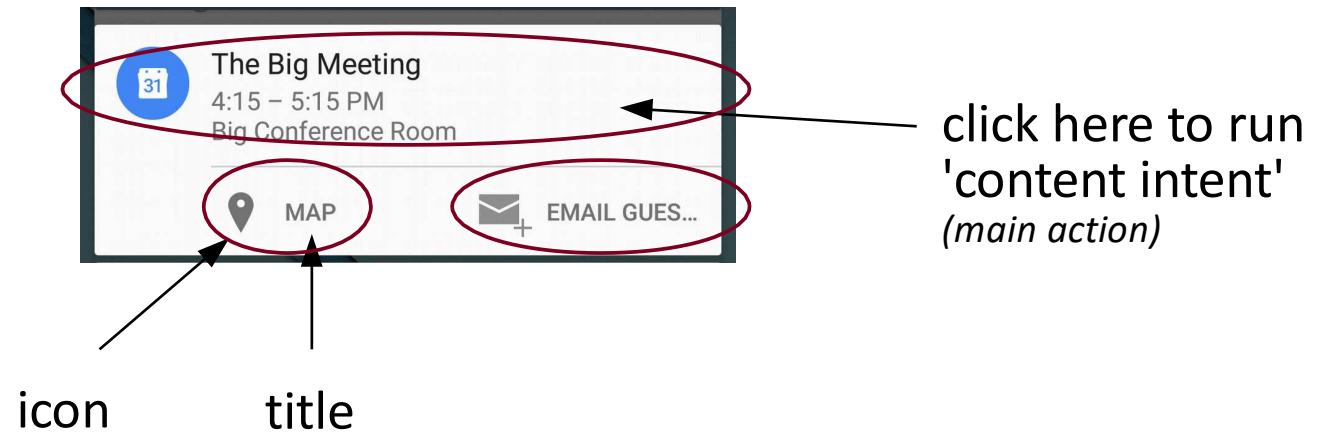 31
The Big Meeting
4:15 – 5:15 PM
Big Conference Room
MAP
EMAIL GUES...
click here to run
'content intent'
(main action)
icon
title